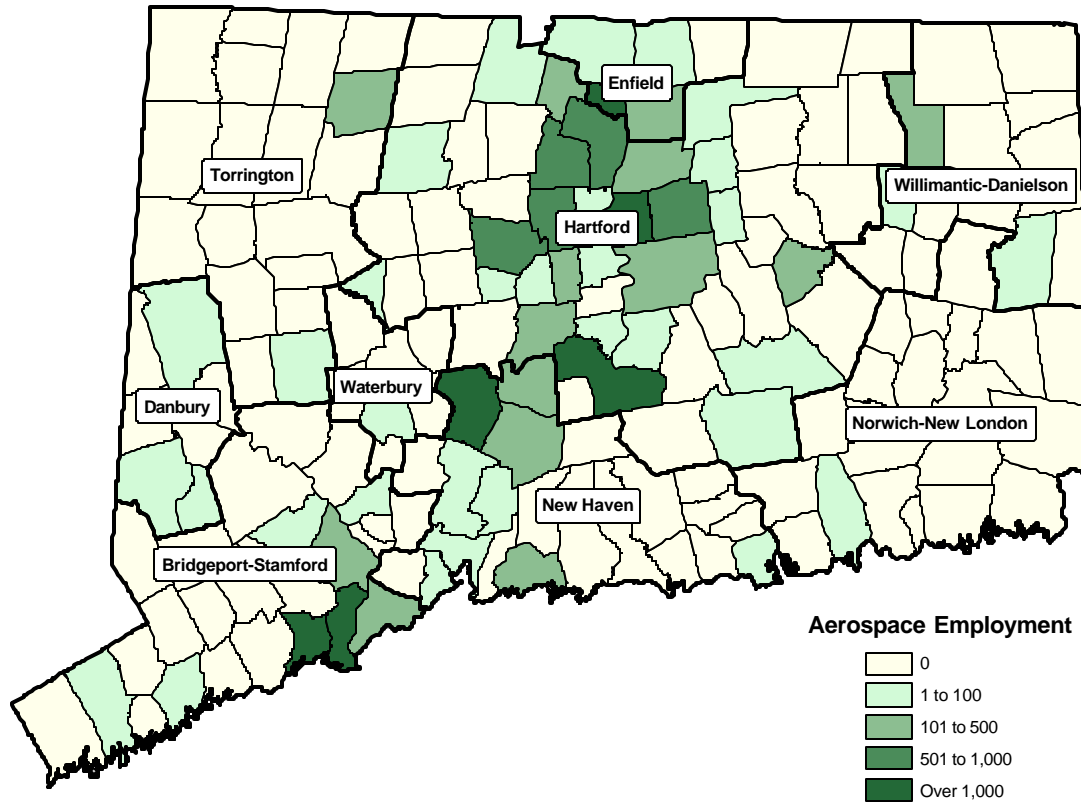 Enfield
Torrington
Willimantic-Danielson
Hartford
Waterbury
Danbury
Norwich-New London
New Haven
Bridgeport-Stamford
Aerospace Employment
0
1 to 100
101 to 500
501 to 1,000
Over 1,000